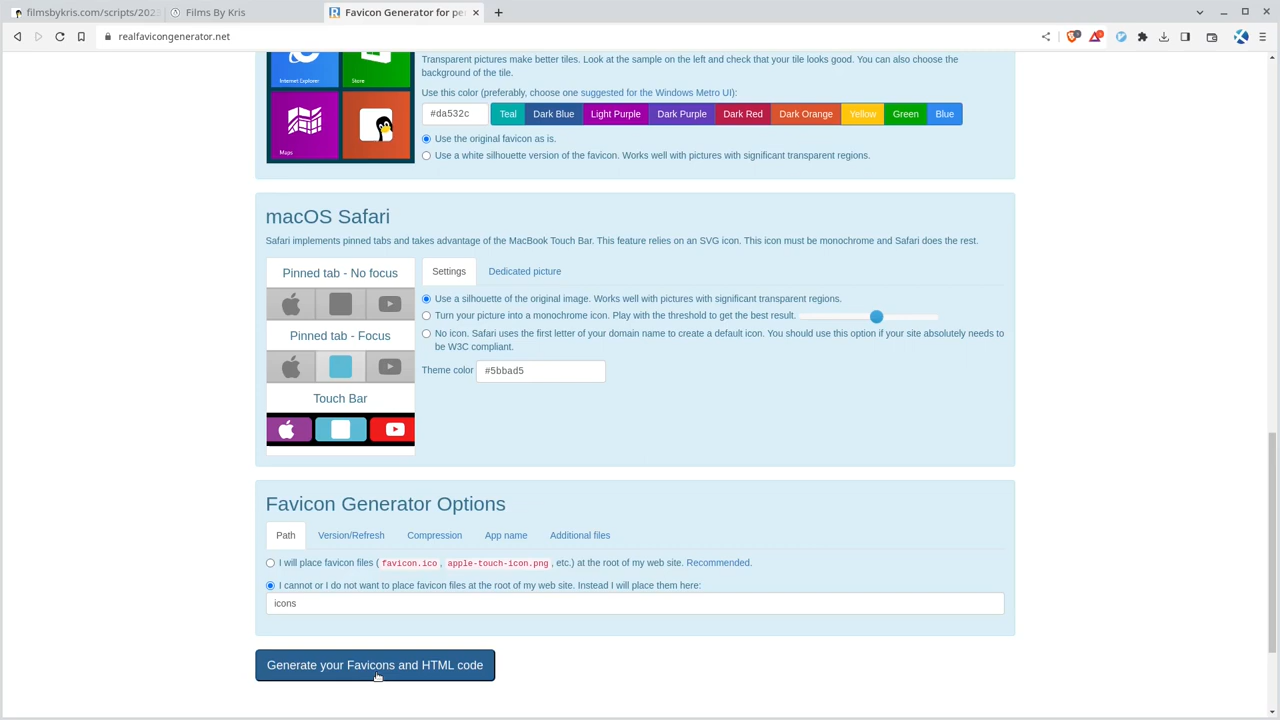 filmsbykris.com/scripts/2023
Films By Kris
Favicon Generator for pe
realfavicongenerator.net
Internet Explorer
Store
Maps
Transparent pictures make better tiles. Look at the sample on the left and check that your tile looks good. You can also choose the
background of the tile.
Use this color (preferably, choose one suggested for the Windows Metro UI):
#da532c Teal Dark Blue Light Purple Dark Purple Dark Red Dark Orange Yellow Green Blue
Use the original favicon as is.
Use a white silhouette version of the favicon. Works well with pictures with significant transparent regions.
macOS Safari
Safari implements pinned tabs and takes advantage of the MacBook Touch Bar. This feature relies on an SVG icon. This icon must be monochrome and Safari does the rest.
Pinned tab - No focus
Pinned tab - Focus
Touch Bar
Settings Dedicated picture
Use a silhouette of the original image. Works well with pictures with significant transparent regions.
Turn your picture into a monochrome icon. Play with the threshold to get the best result.
No icon. Safari uses the first letter of your domain name to create a default icon. You should use this option if your site absolutely needs to
be W3C compliant.
Theme color #5bbad5
Favicon Generator Options
Path Version/Refresh Compression App name Additional files
I will place favicon files ( favicon.ico , apple-touch-icon.png , etc.) at the root of my web site. Recommended.
I cannot or I do not want to place favicon files at the root of my web site. Instead I will place them here:
icons
Generate your Favicons and HTML code